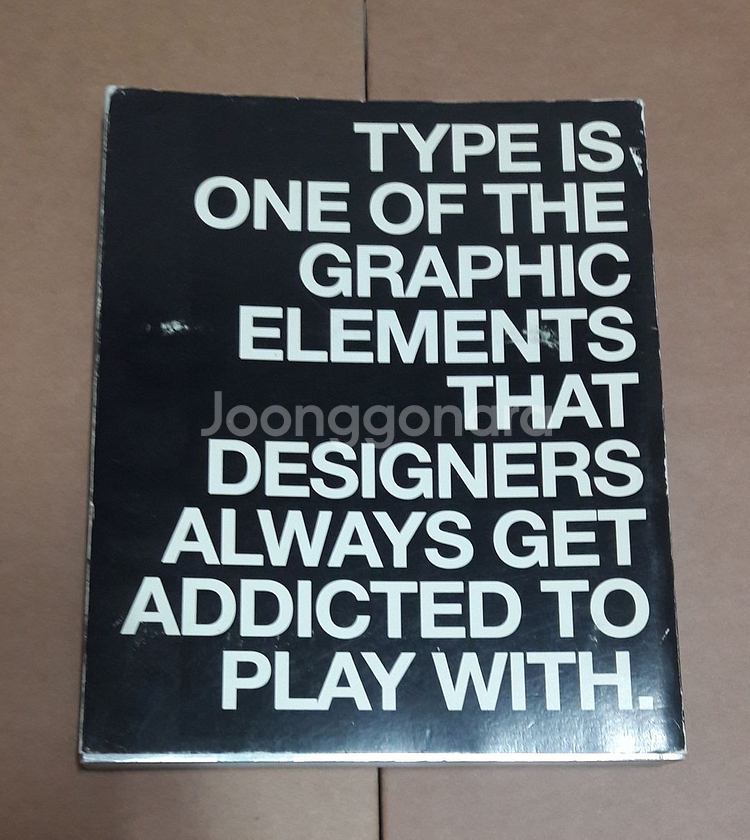 TYPE IS
ONE OF THE
GRAPHIC
ELEMENTS
THAT
Joonggonara
DESIGNERS
ALWAYS GET
ADDICTED TO
PLAY WITH.